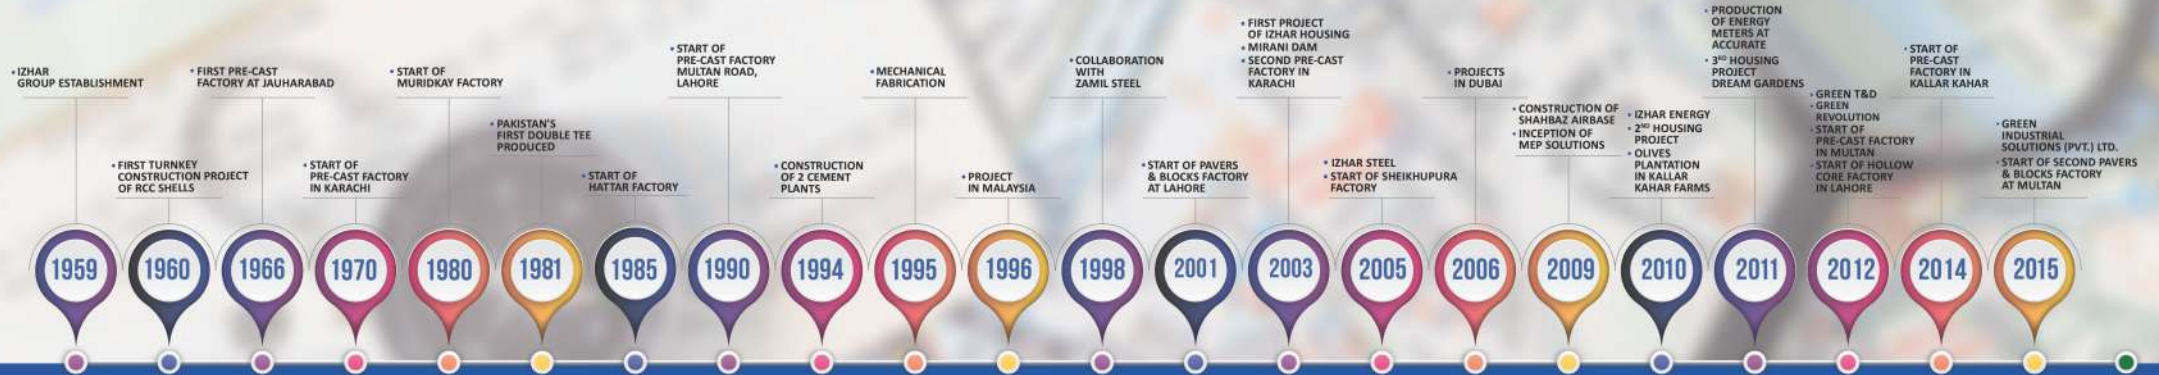 • IZHAR
GROUP ESTABLISHMENT
1959
• FIRST TURNKEY
CONSTRUCTION PROJECT
OF RCC SHELLS
1960
• FIRST PRE-CAST
FACTORY AT JAUHARABAD
1966
• START OF
PRE-CAST FACTORY
IN KARACHI
1970
• START OF
MURIDKAY FACTORY
1980
• PAKISTAN'S
FIRST DOUBLE TEE
PRODUCED
1981
• START OF
HATTAR FACTORY
1985
• START OF
PRE-CAST FACTORY
MULTAN ROAD,
LAHORE
1990
• CONSTRUCTION
OF 2 CEMENT
PLANTS
1994
• MECHANICAL
FABRICATION
1995
• PROJECT
IN MALAYSIA
1996
• COLLABORATION
WITH
ZAMIL STEEL
1998
• START OF PAVERS
& BLOCKS FACTORY
AT LAHORE
2001
• FIRST PROJECT
OF IZHAR HOUSING
• MIRANI DAM
• SECOND PRE-CAST
FACTORY IN
KARACHI
2003
• IZHAR STEEL
• START OF SHEIKHUPURA
FACTORY
2005
• PROJECTS
IN DUBAI
2006
• CONSTRUCTION OF
SHAHBAZ AIRBASE
• INCEPTION OF
MEP SOLUTIONS
2009
• IZHAR ENERGY
• 2ND HOUSING
PROJECT
• OLIVES
PLANTATION
IN KALLAR
KAHAR FARMS
2010
• PRODUCTION
OF ENERGY
METERS AT
ACCURATE
• 3RD HOUSING
PROJECT
DREAM GARDENS
2011
• GREEN T&D
• GREEN
REVOLUTION
• START OF
PRE-CAST FACTORY
IN MULTAN
• START OF HOLLOW
CORE FACTORY
IN LAHORE
2012
• START OF
PRE-CAST
FACTORY IN
KALLAR KAHAR
2014
• GREEN
INDUSTRIAL
SOLUTIONS (PVT.) LTD.
• START OF SECOND PAVERS
& BLOCKS FACTORY
AT MULTAN
2015